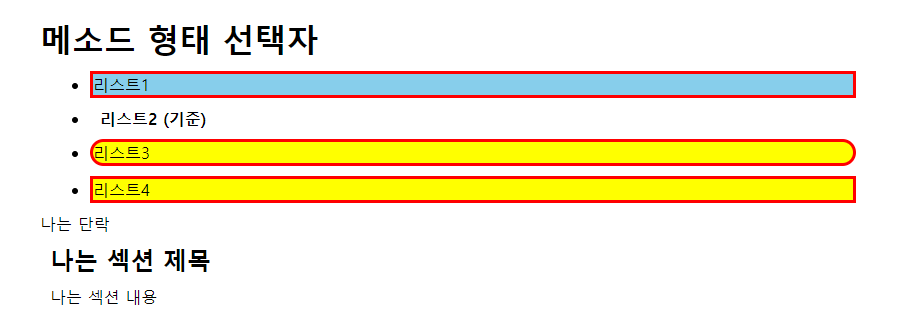 메소드 형태 선택자
리스트1
리스트2 (기준)
리스트3
리스트4
나는 단락
나는 섹션 제목
나는 섹션 내용